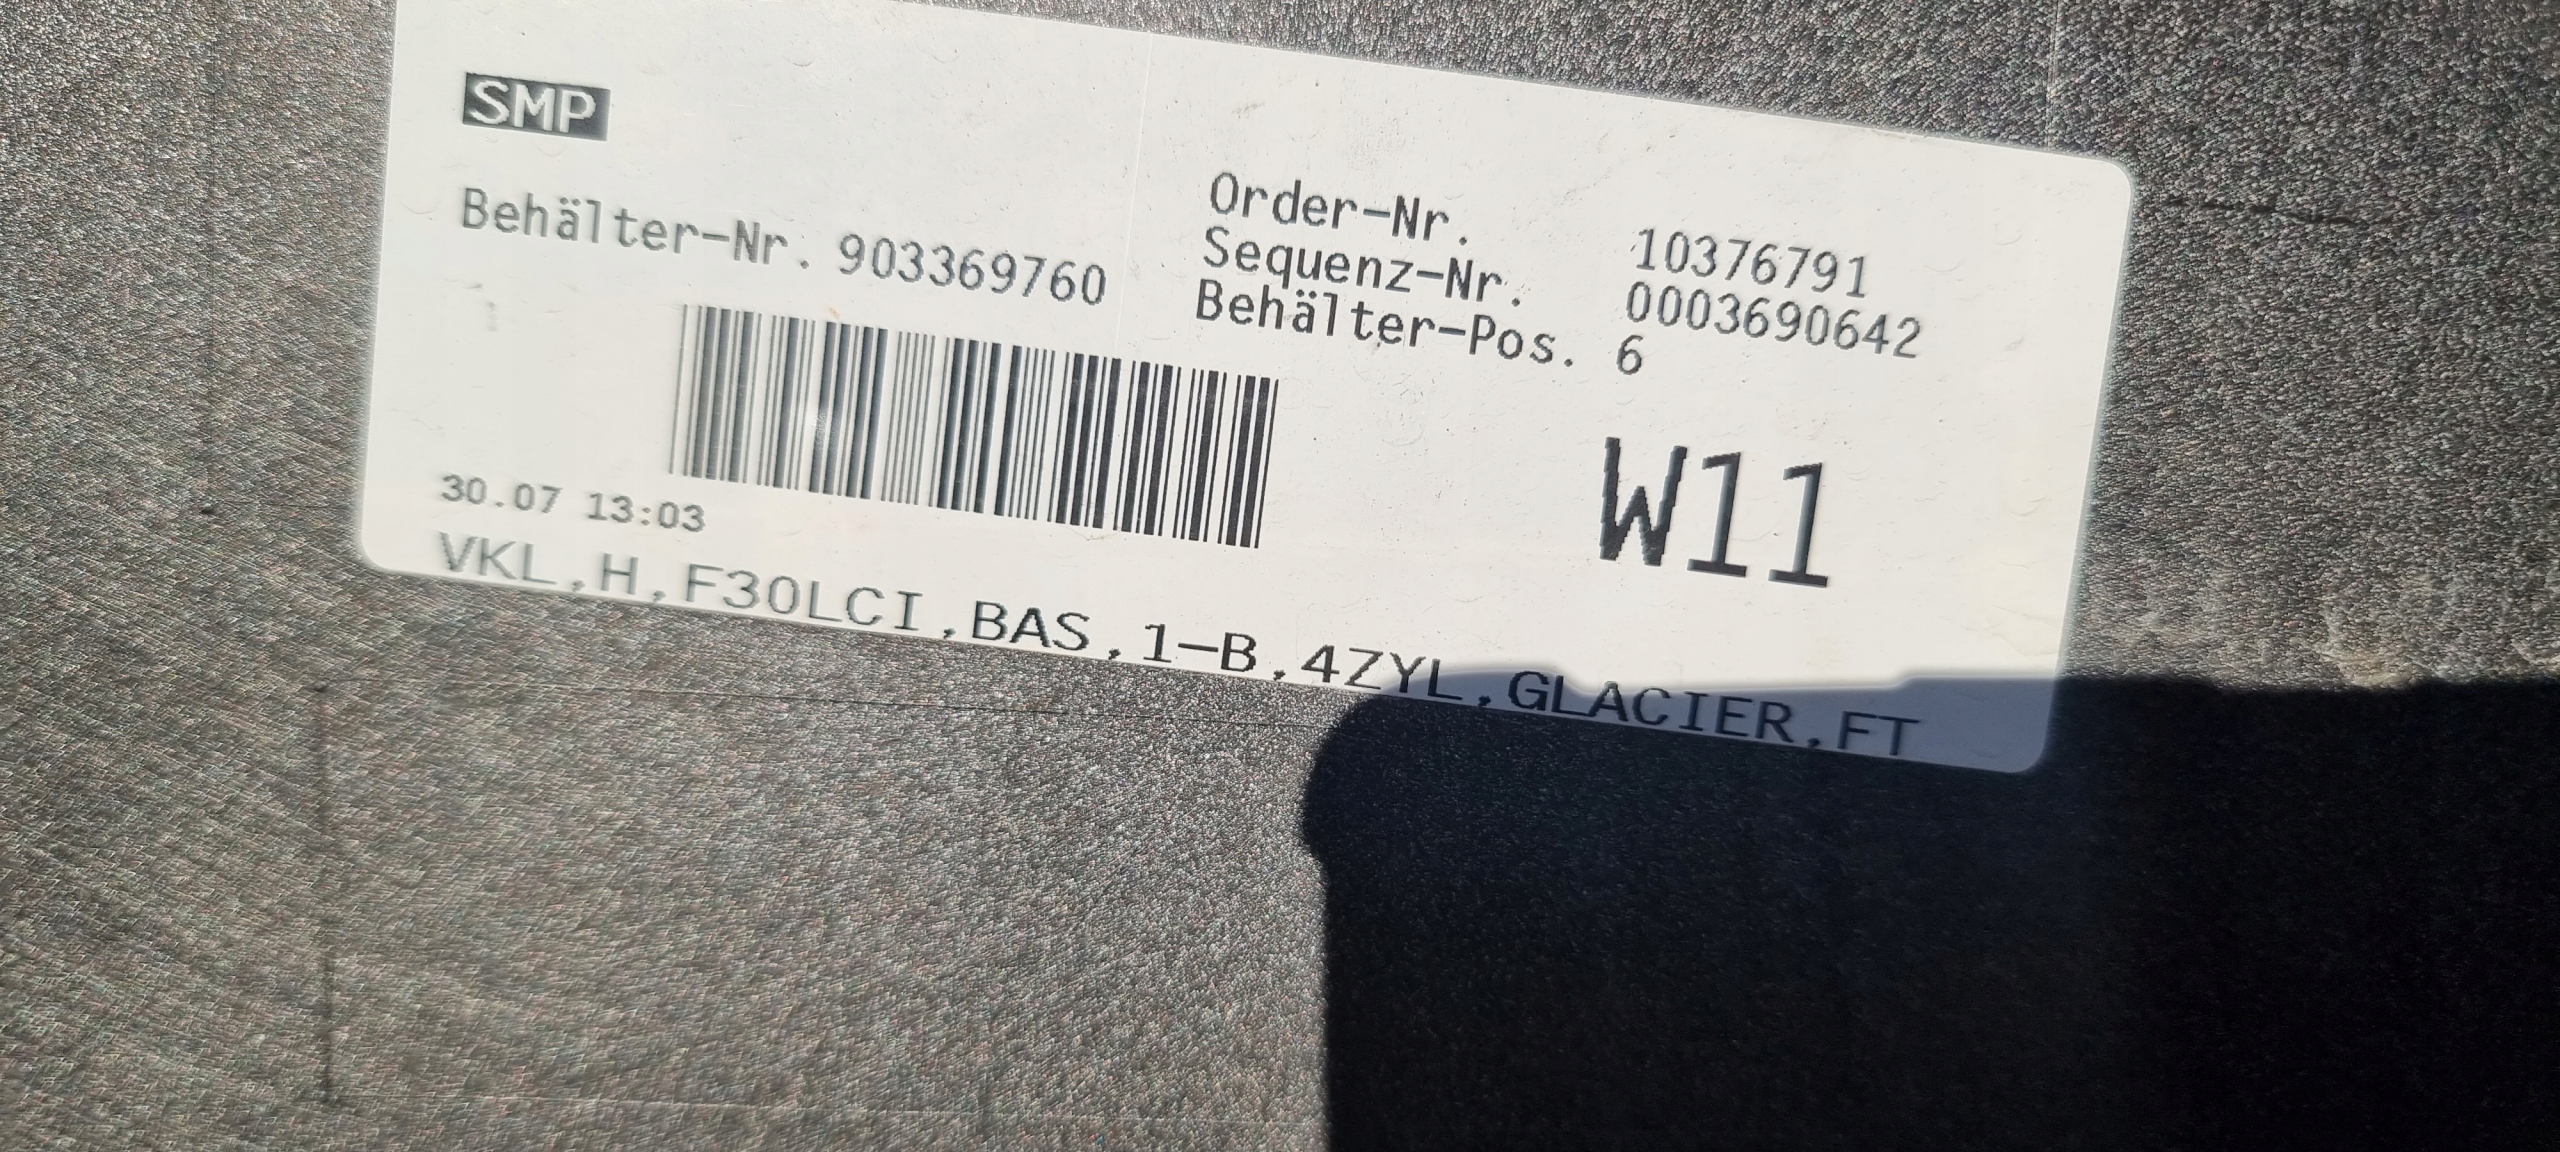 SMP
Behälter-Nr. 903369760
Order-Nr. 10376791
Sequenz-Nr. 0003690642
Behälter-Pos. 6
W11
30.07 13:03
VKL,H,F30LCI,BAS,1-B,4ZYL,GLACIER,FT